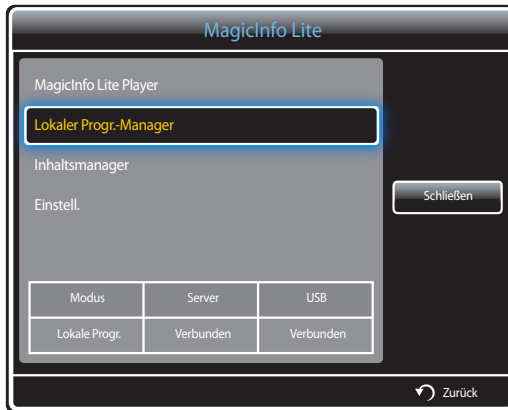 MagicInfo Lite
MagicInfo Lite Player
Lokaler Progr.-Manager
Inhaltsmanager
Einstell.
Schließen
Modus Server USB
Lokale Progr. Verbunden Verbunden
Zurück